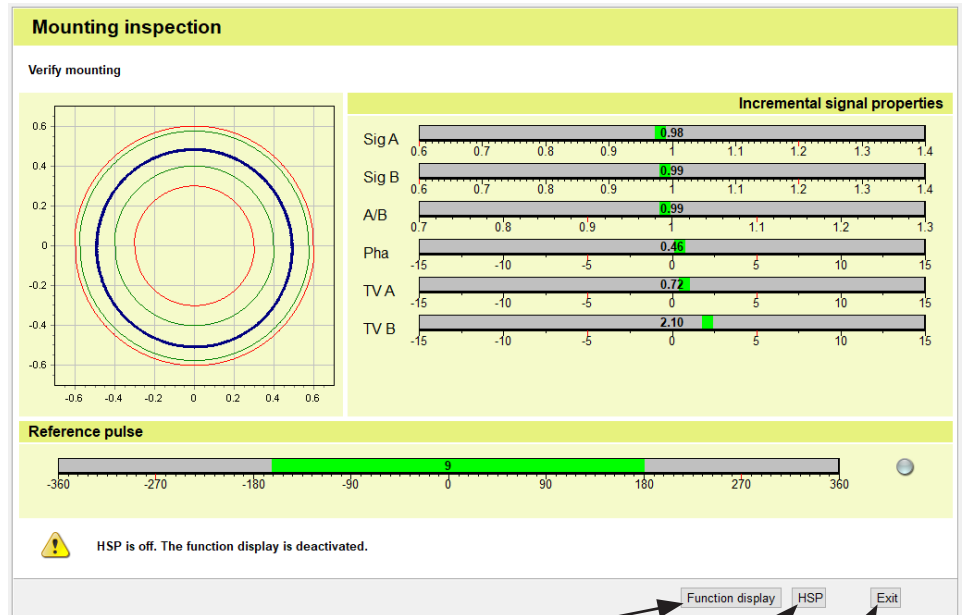 Mounting inspection
Verify mounting
Incremental signal properties
0.6
0.4
0.2
0
-0.2
-0.4
-0.6
-0.6 -0.4 -0.2 0 0.2 0.4 0.6
Sig A 0.98
0.6 0.7 0.8 0.9 1 1.1 1.2 1.3 1.4
Sig B 0.99
0.6 0.7 0.8 0.9 1 1.1 1.2 1.3 1.4
A/B 0.99
0.7 0.8 0.9 1 1.1 1.2 1.3
Pha 0.46
-15 -10 -5 0 5 10 15
TV A 0.72
-15 -10 -5 0 5 10 15
TV B 2.10
-15 -10 -5 0 5 10 15
Reference pulse
9
-360 -270 -180 -90 0 90 180 270 360
HSP is off. The function display is deactivated.
Function display HSP Exit